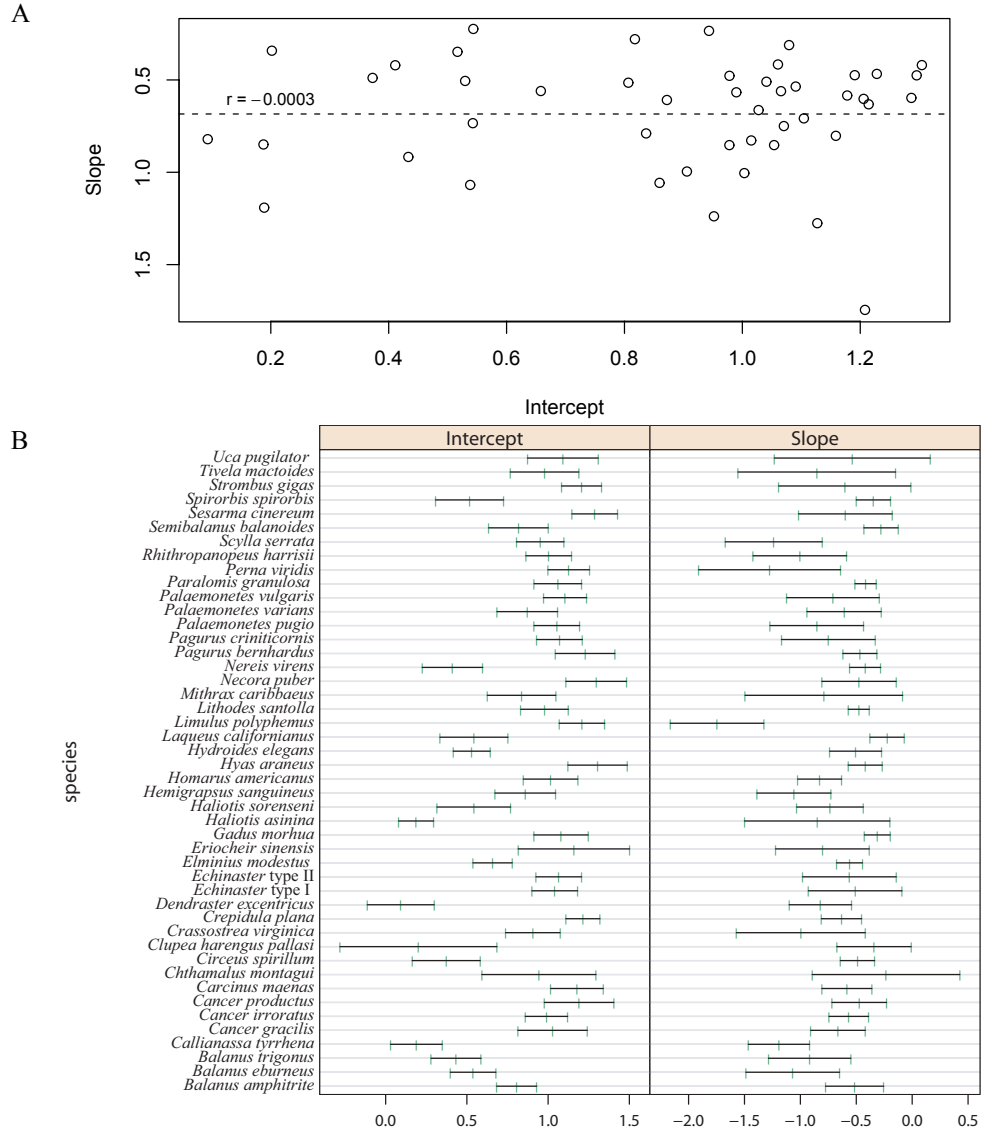 A
0.5
r = −0.0003
1.0
1.5
Slope
0.2 0.4 0.6 0.8 1.0 1.2
Intercept
B
Intercept Slope
Uca pugilator
Tivela mactoides
Strombus gigas
Spirorbis spirorbis
Sesarma cinereum
Semibalanus balanoides
Scylla serrata
Rhithropanopeus harrisii
Perna viridis
Paralomis granulosa
Palaemonetes vulgaris
Palaemonetes varians
Palaemonetes pugio
Pagurus criniticornis
Pagurus bernhardus
Nereis virens
Necora puber
Mithrax caribbaeus
Lithodes santolla
Limulus polyphemus
Laqueus californianus
Hydroides elegans
Hyas araneus
Homarus americanus
Hemigrapsus sanguineus
Haliotis sorenseni
Haliotis asinina
Gadus morhua
Eriocheir sinensis
Elminius modestus
Echinaster type II
Echinaster type I
Dendraster excentricus
Crepidula plana
Crassostrea virginica
Clupea harengus pallasi
Circeus spirillum
Chthamalus montagui
Carcinus maenas
Cancer productus
Cancer irroratus
Cancer gracilis
Callianassa tyrrhena
Balanus trigonus
Balanus eburneus
Balanus amphitrite
species
0.0 0.5 1.0 1.5 −2.0 −1.5 −1.0 −0.5 0.0 0.5